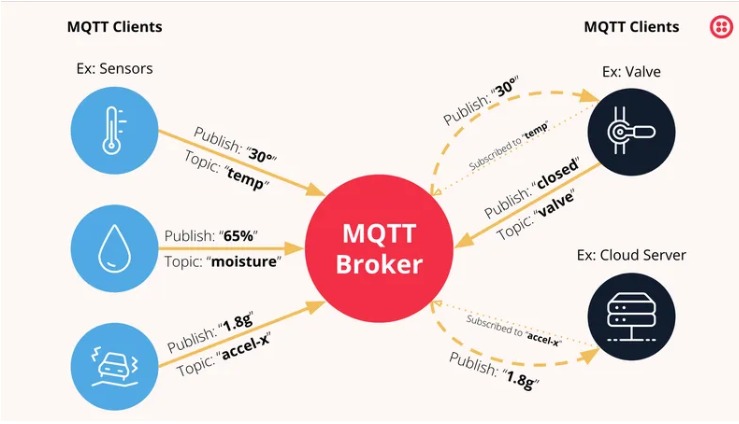 MQTT Clients
MQTT Clients
Ex: Sensors
Ex: Valve
Publish: “30°”
Topic: “temp”
Publish: “30°”
Subscribed to “temp”
Publish: “closed”
Topic: “valve”
Publish: “65%”
Topic: “moisture”
MQTT
Broker
Ex: Cloud Server
Publish: “1.8g”
Topic: “accel-x”
Subscribed to “accel-x”
Publish: “1.8g”